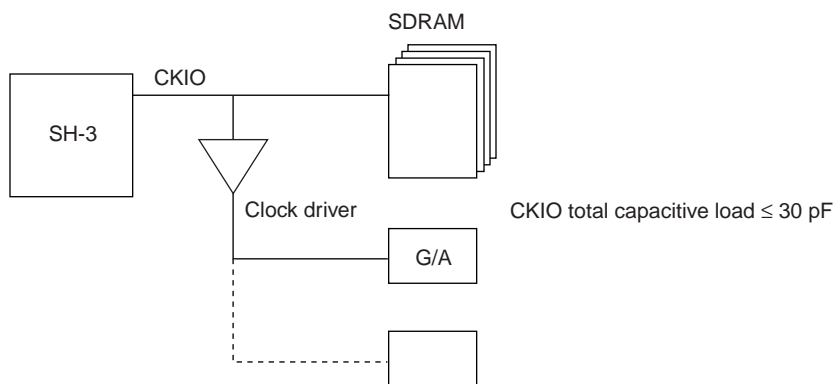 SDRAM
CKIO
SH-3
Clock driver
CKIO total capacitive load ≤ 30 pF
G/A